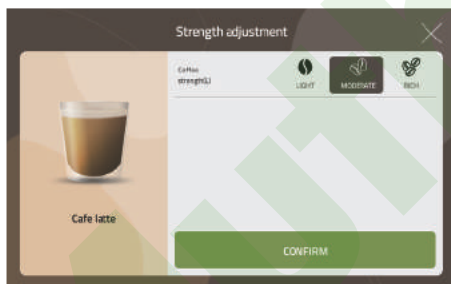 Strength adjustment
Coffee
strength(L)
LIGHT
MODERATE
RICH
Cafe latte
CONFIRM